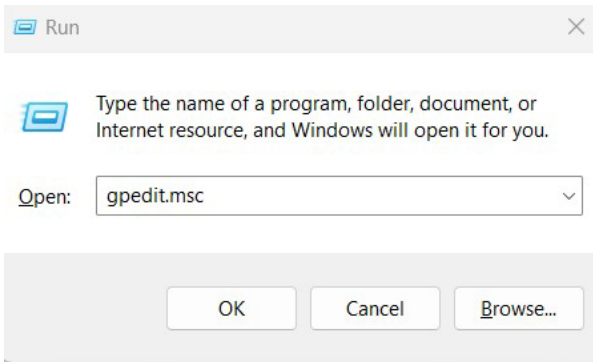 Run
Type the name of a program, folder, document, or
Internet resource, and Windows will open it for you.
Open: gpedit.msc
OK Cancel Browse...